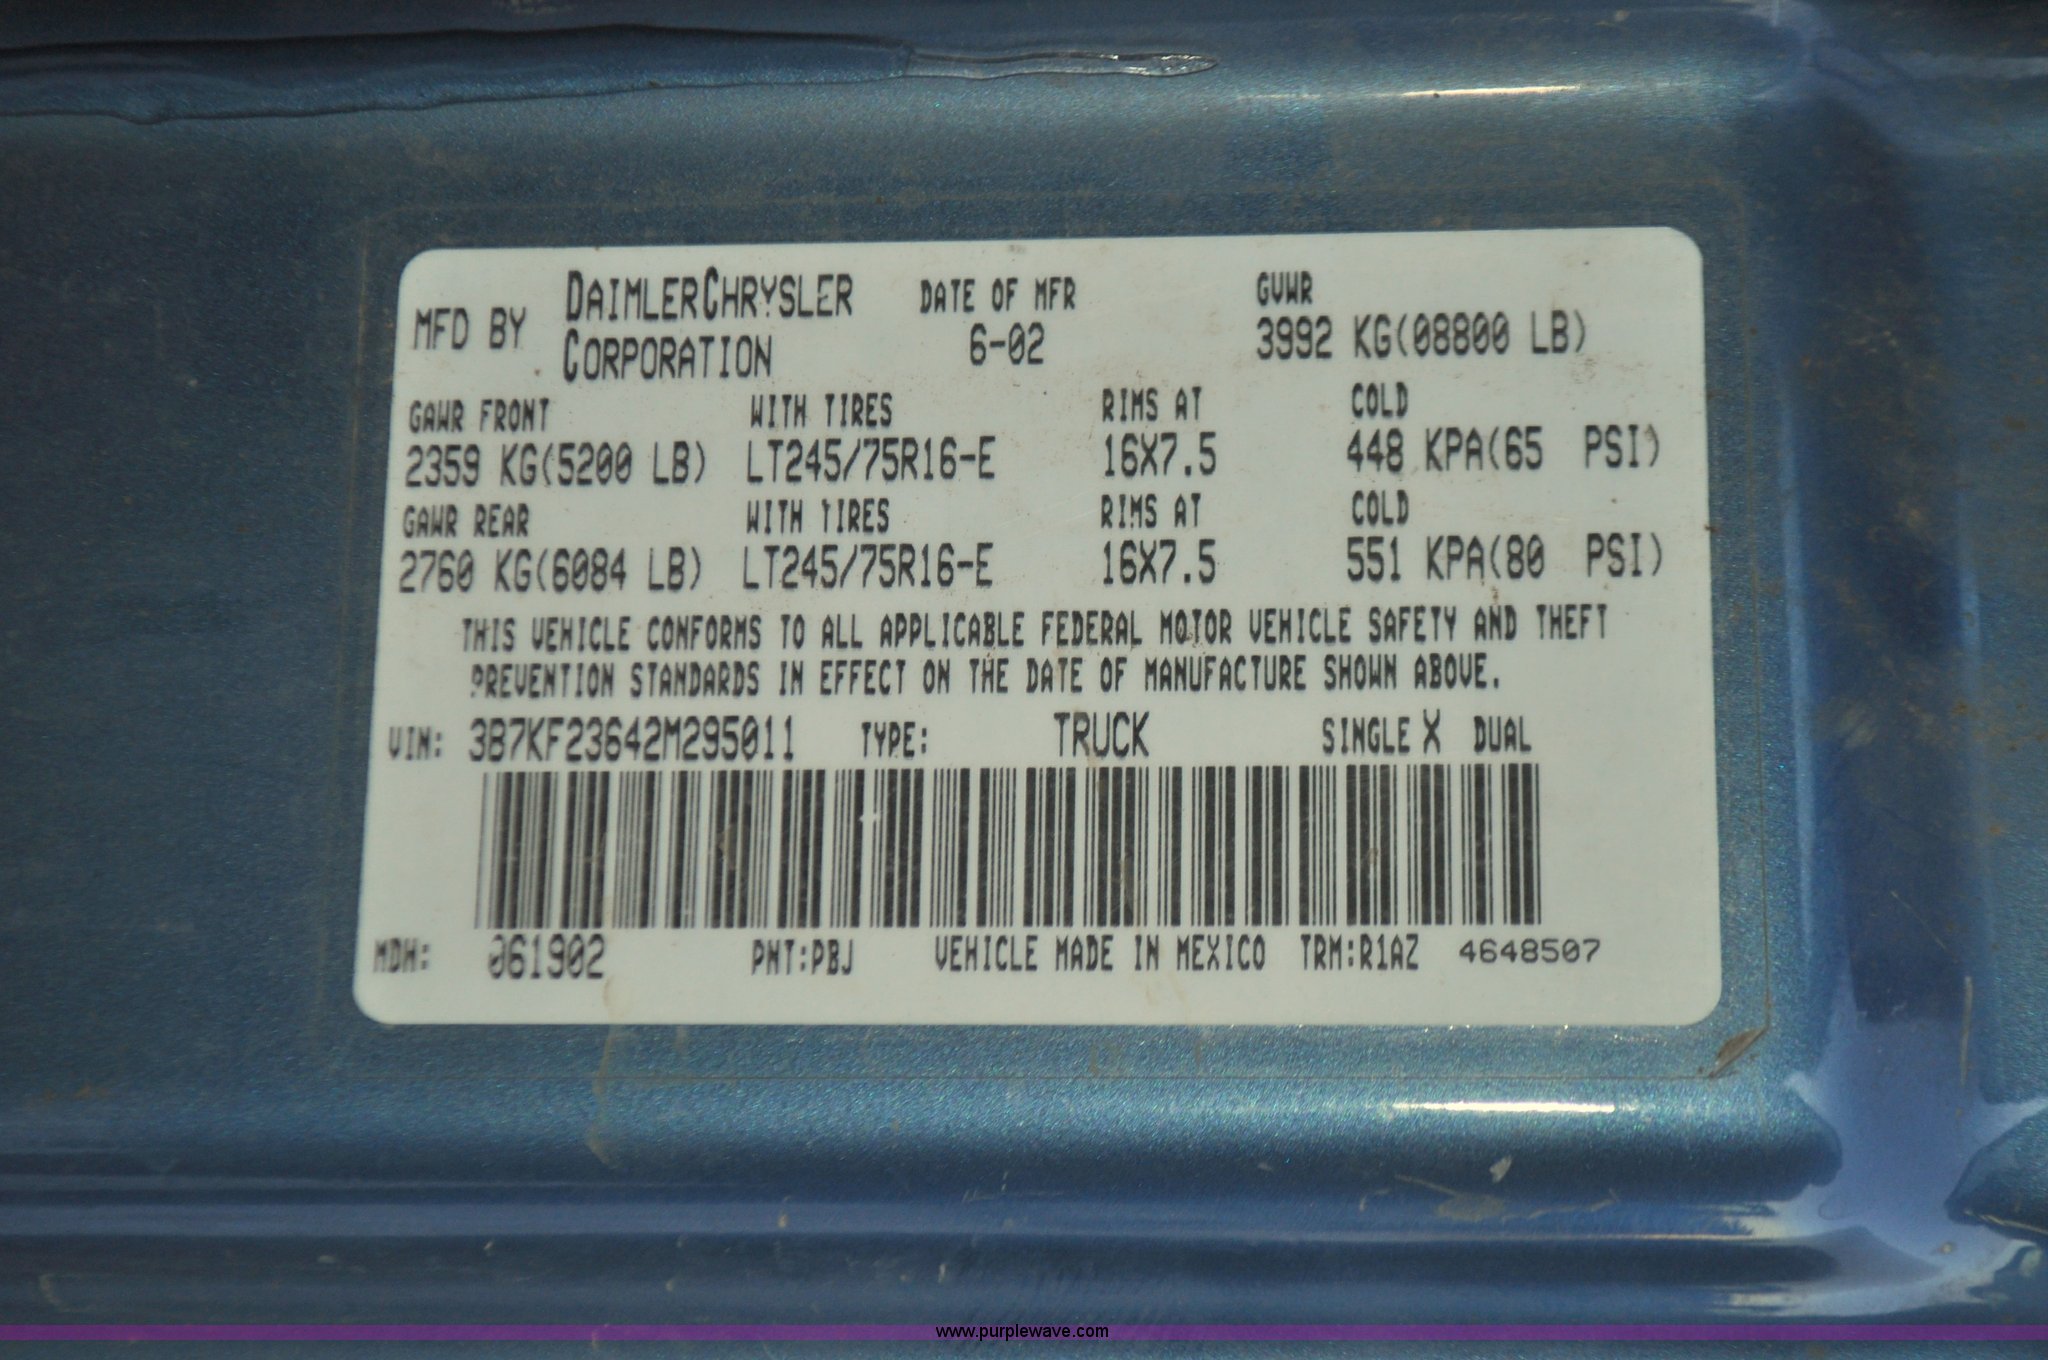 MFD BY DAIMLERCHRYSLER CORPORATION DATE OF MFR 6-02 GVWR 3992 KG(08800 LB)
GAWR FRONT WITH TIRES RIMS AT COLD
2359 KG(5200 LB) LT245/75R16-E 16X7.5 448 KPA(65 PSI)
GAWR REAR WITH TIRES RIMS AT COLD
2760 KG(6084 LB) LT245/75R16-E 16X7.5 551 KPA(80 PSI)
THIS VEHICLE CONFORMS TO ALL APPLICABLE FEDERAL MOTOR VEHICLE SAFETY AND THEFT
PREVENTION STANDARDS IN EFFECT ON THE DATE OF MANUFACTURE SHOWN ABOVE.
VIN: 3B7KF23642M295011 TYPE: TRUCK SINGLE X DUAL
MDH: 061902 PNT:PBJ VEHICLE MADE IN MEXICO TRM:R1AZ 4648507
www.purplewave.com